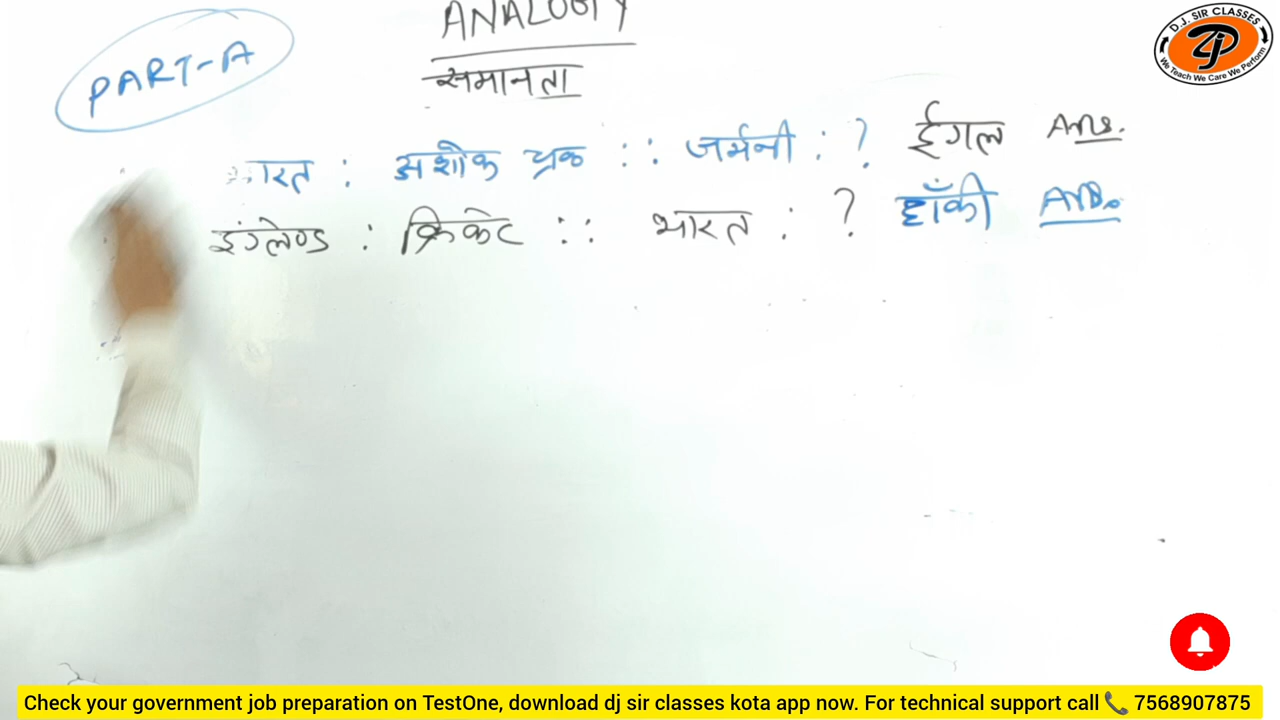 ANALOGY
PART-A
समानता
भारत : अशोक चक्र :: जर्मनी : ? ईगल Ans.
इंग्लेण्ड : क्रिकेट :: भारत : ? हाँकी Ans.
D.J. SIR CLASSES
We Teach We Care We Perform
Check your government job preparation on TestOne, download dj sir classes kota app now. For technical support call 📞 7568907875